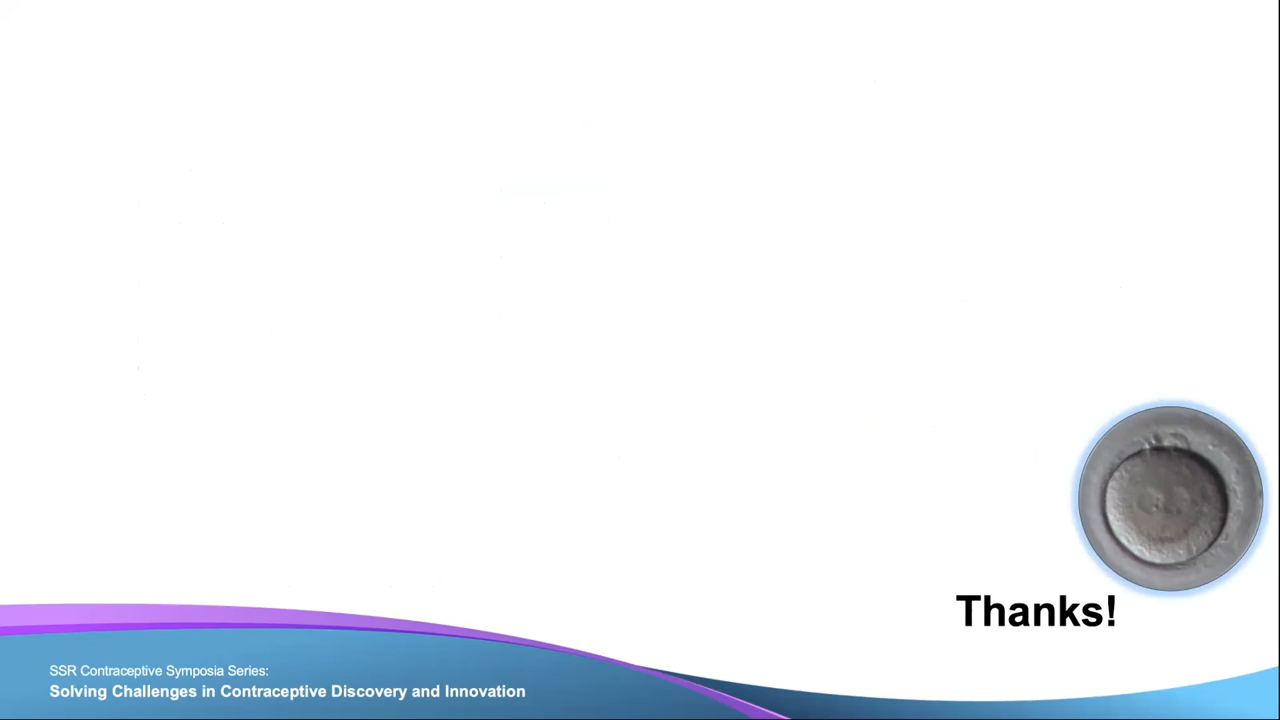 Thanks!
SSR Contraceptive Symposia Series:
Solving Challenges in Contraceptive Discovery and Innovation